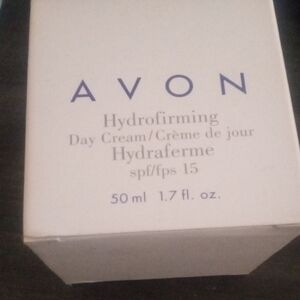 AVON
Hydrofirming
Day Cream/Crème de jour
Hydraferme
spf/fps 15
50 ml 1.7 fl. oz.